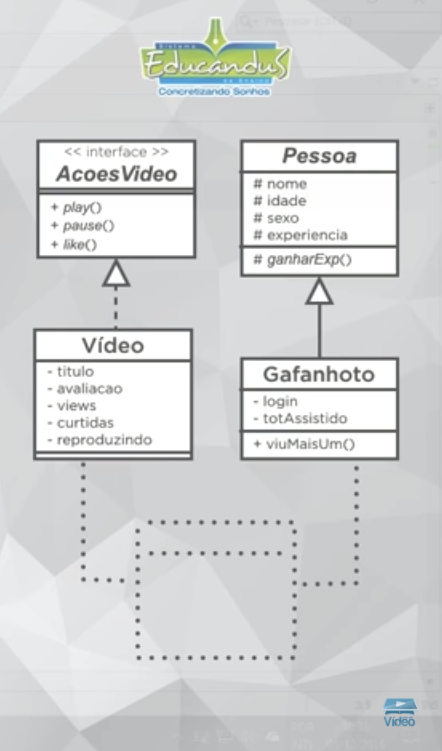 Sistema
Educandus
de Ensino
Concretizando Sonhos
<< interface >>
AcoesVideo
+ play()
+ pause()
+ like()
Pessoa
# nome
# idade
# sexo
# experiencia
# ganharExp()
Vídeo
- titulo
- avaliacao
- views
- curtidas
- reproduzindo
Gafanhoto
- login
- totAssistido
+ viuMaisUm()
Vídeo